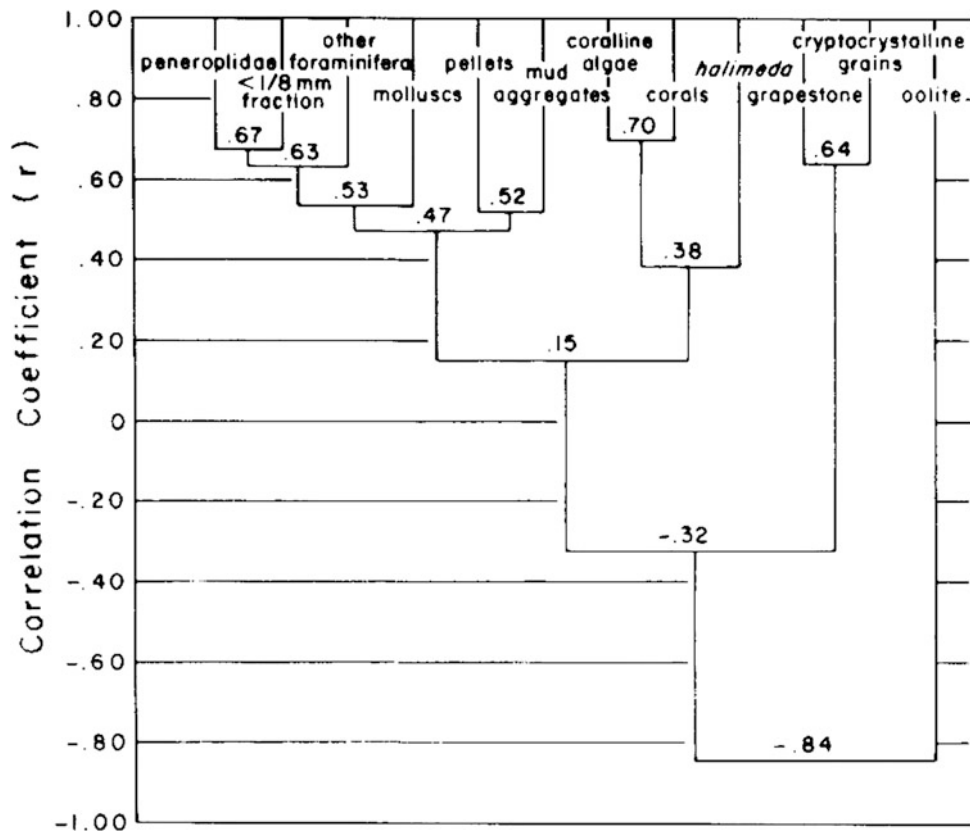 Correlation Coefficient (r)
1.00
.80
.60
.40
.20
0
-.20
-.40
-.60
-.80
-1.00
peneroplidae
<1/8 mm
fraction
other
foraminifera
molluscs
pellets
mud
aggregates
coralline
algae
corals
halimeda
grapestone
cryptocrystalline
grains
oolite
.67
.63
.53
.47
.52
.70
.38
.64
.15
-.32
-.84